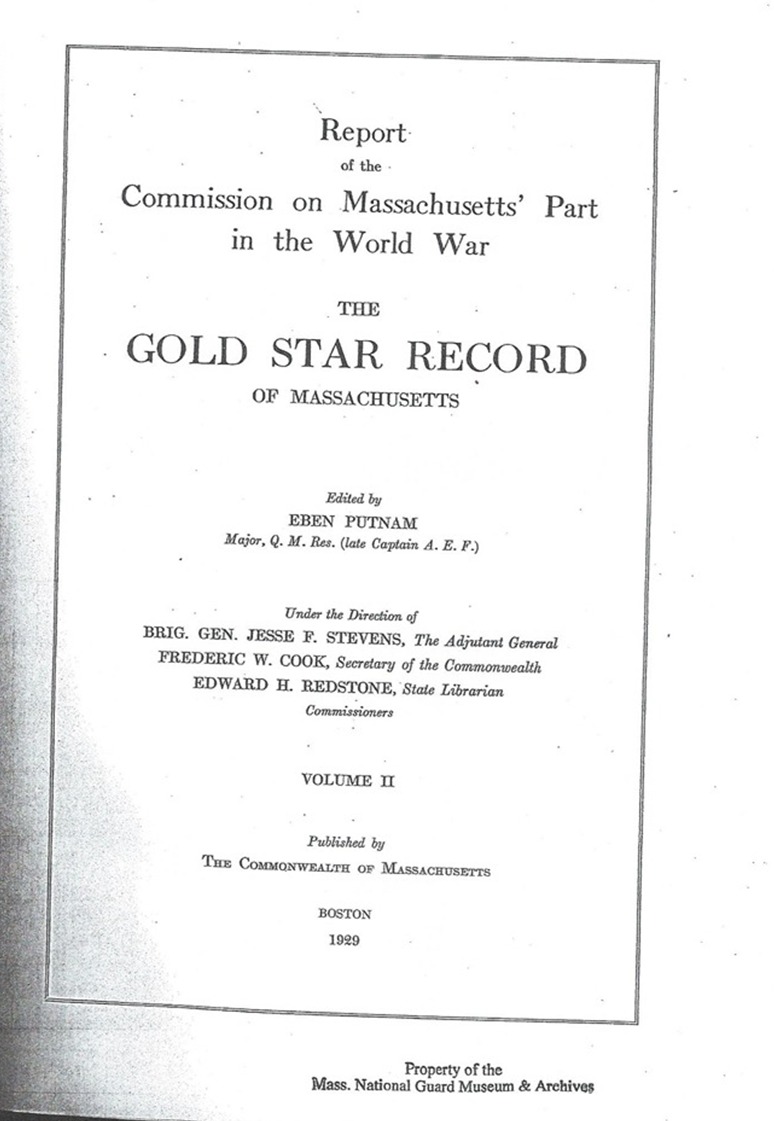 Report
of the
Commission on Massachusetts' Part
in the World War
THE
GOLD STAR RECORD
OF MASSACHUSETTS
Edited by
EBEN PUTNAM
Major, Q. M. Res. (late Captain A. E. F.)
Under the Direction of
BRIG. GEN. JESSE F. STEVENS, The Adjutant General
FREDERIC W. COOK, Secretary of the Commonwealth
EDWARD H. REDSTONE, State Librarian
Commissioners
VOLUME II
Published by
THE COMMONWEALTH OF MASSACHUSETTS
BOSTON
1929
Property of the
Mass. National Guard Museum & Archives